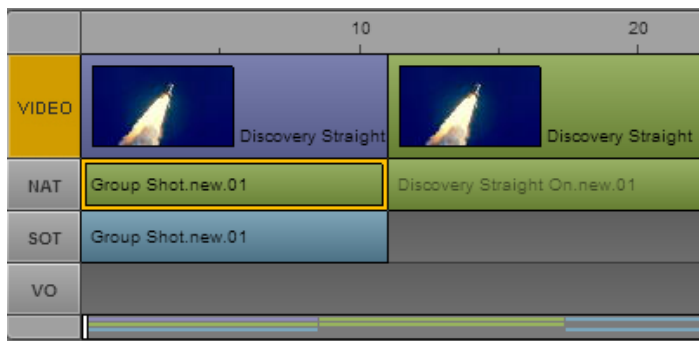 10 20
VIDEO Discovery Straight Discovery Straight
NAT Group Shot.new.01 Discovery Straight On.new.01
SOT Group Shot.new.01
VO